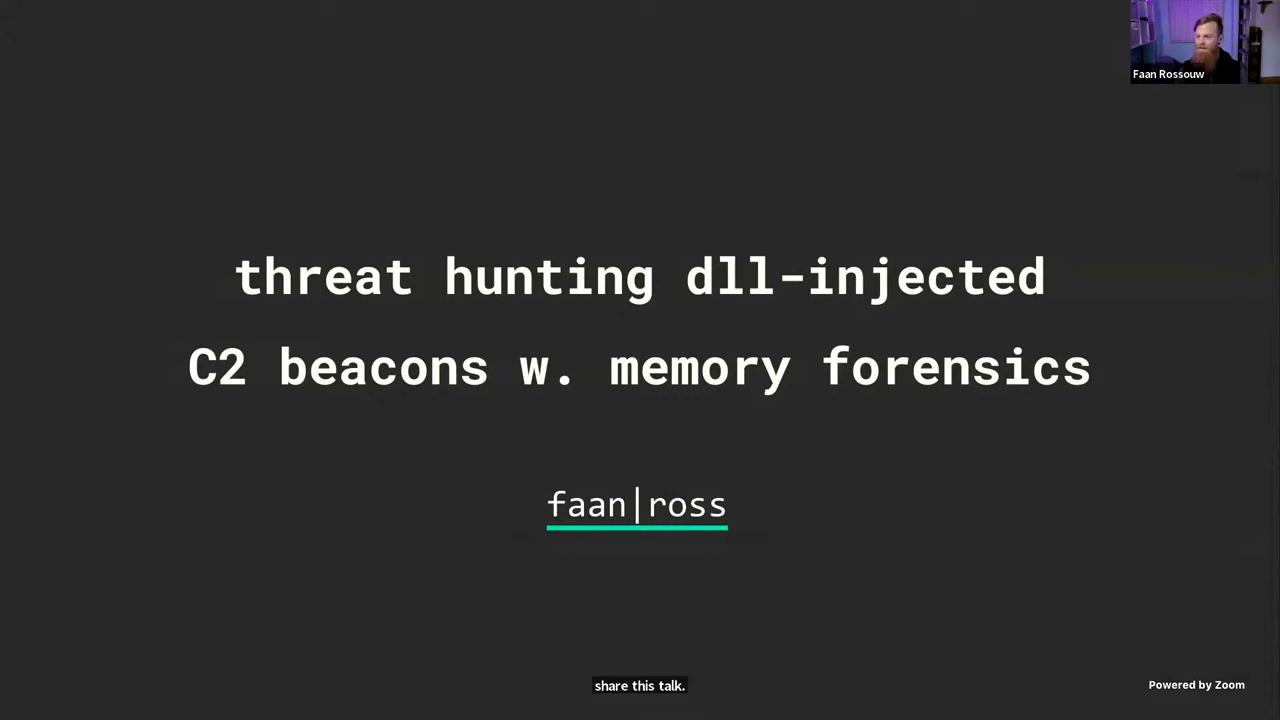 Faan Rossouw
threat hunting dll-injected
C2 beacons w. memory forensics
faan|ross
share this talk.
Powered by Zoom